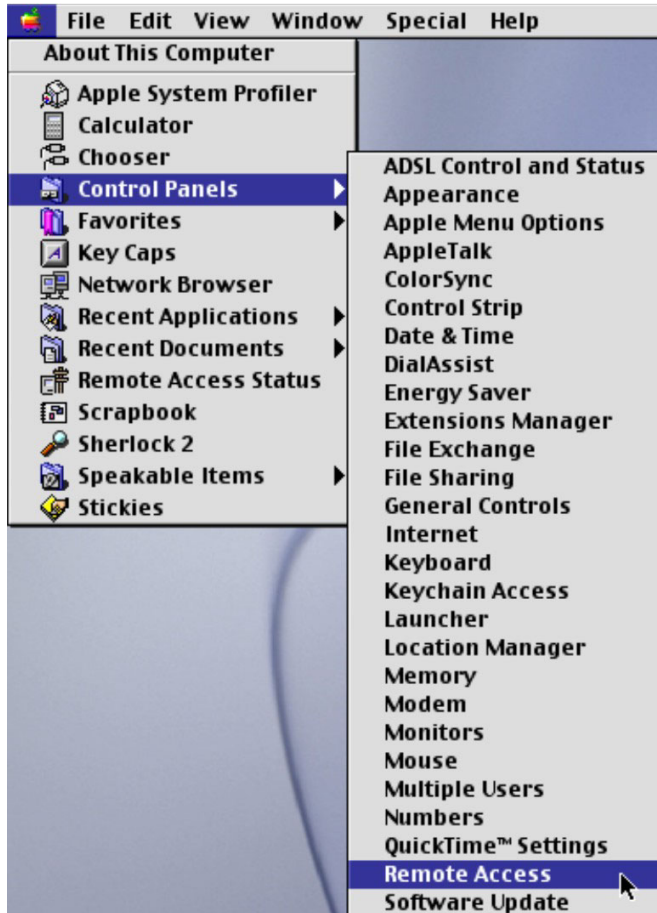 File Edit View Window Special Help
About This Computer
Apple System Profiler
Calculator
Chooser
Control Panels
Favorites
Key Caps
Network Browser
Recent Applications
Recent Documents
Remote Access Status
Scrapbook
Sherlock 2
Speakable Items
Stickies
ADSL Control and Status
Appearance
Apple Menu Options
AppleTalk
ColorSync
Control Strip
Date & Time
DialAssist
Energy Saver
Extensions Manager
File Exchange
File Sharing
General Controls
Internet
Keyboard
Keychain Access
Launcher
Location Manager
Memory
Modem
Monitors
Mouse
Multiple Users
Numbers
QuickTime™ Settings
Remote Access
Software Update